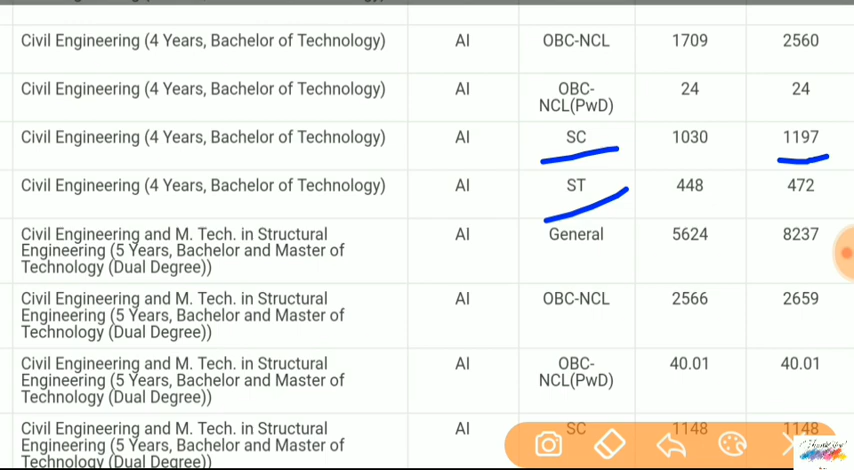 Civil Engineering (4 Years, Bachelor of Technology) AI OBC-NCL 1709 2560
Civil Engineering (4 Years, Bachelor of Technology) AI OBC- 24 24
NCL(PwD)
Civil Engineering (4 Years, Bachelor of Technology) AI SC 1030 1197
Civil Engineering (4 Years, Bachelor of Technology) AI ST 448 472
Civil Engineering and M. Tech. in Structural AI General 5624 8237
Engineering (5 Years, Bachelor and Master of
Technology (Dual Degree))
Civil Engineering and M. Tech. in Structural AI OBC-NCL 2566 2659
Engineering (5 Years, Bachelor and Master of
Technology (Dual Degree))
Civil Engineering and M. Tech. in Structural AI OBC- 40.01 40.01
Engineering (5 Years, Bachelor and Master of NCL(PwD)
Technology (Dual Degree))
Civil Engineering and M. Tech. in Structural AI SC 1148 1148
Engineering (5 Years, Bachelor and Master of
Technology (Dual Degree))